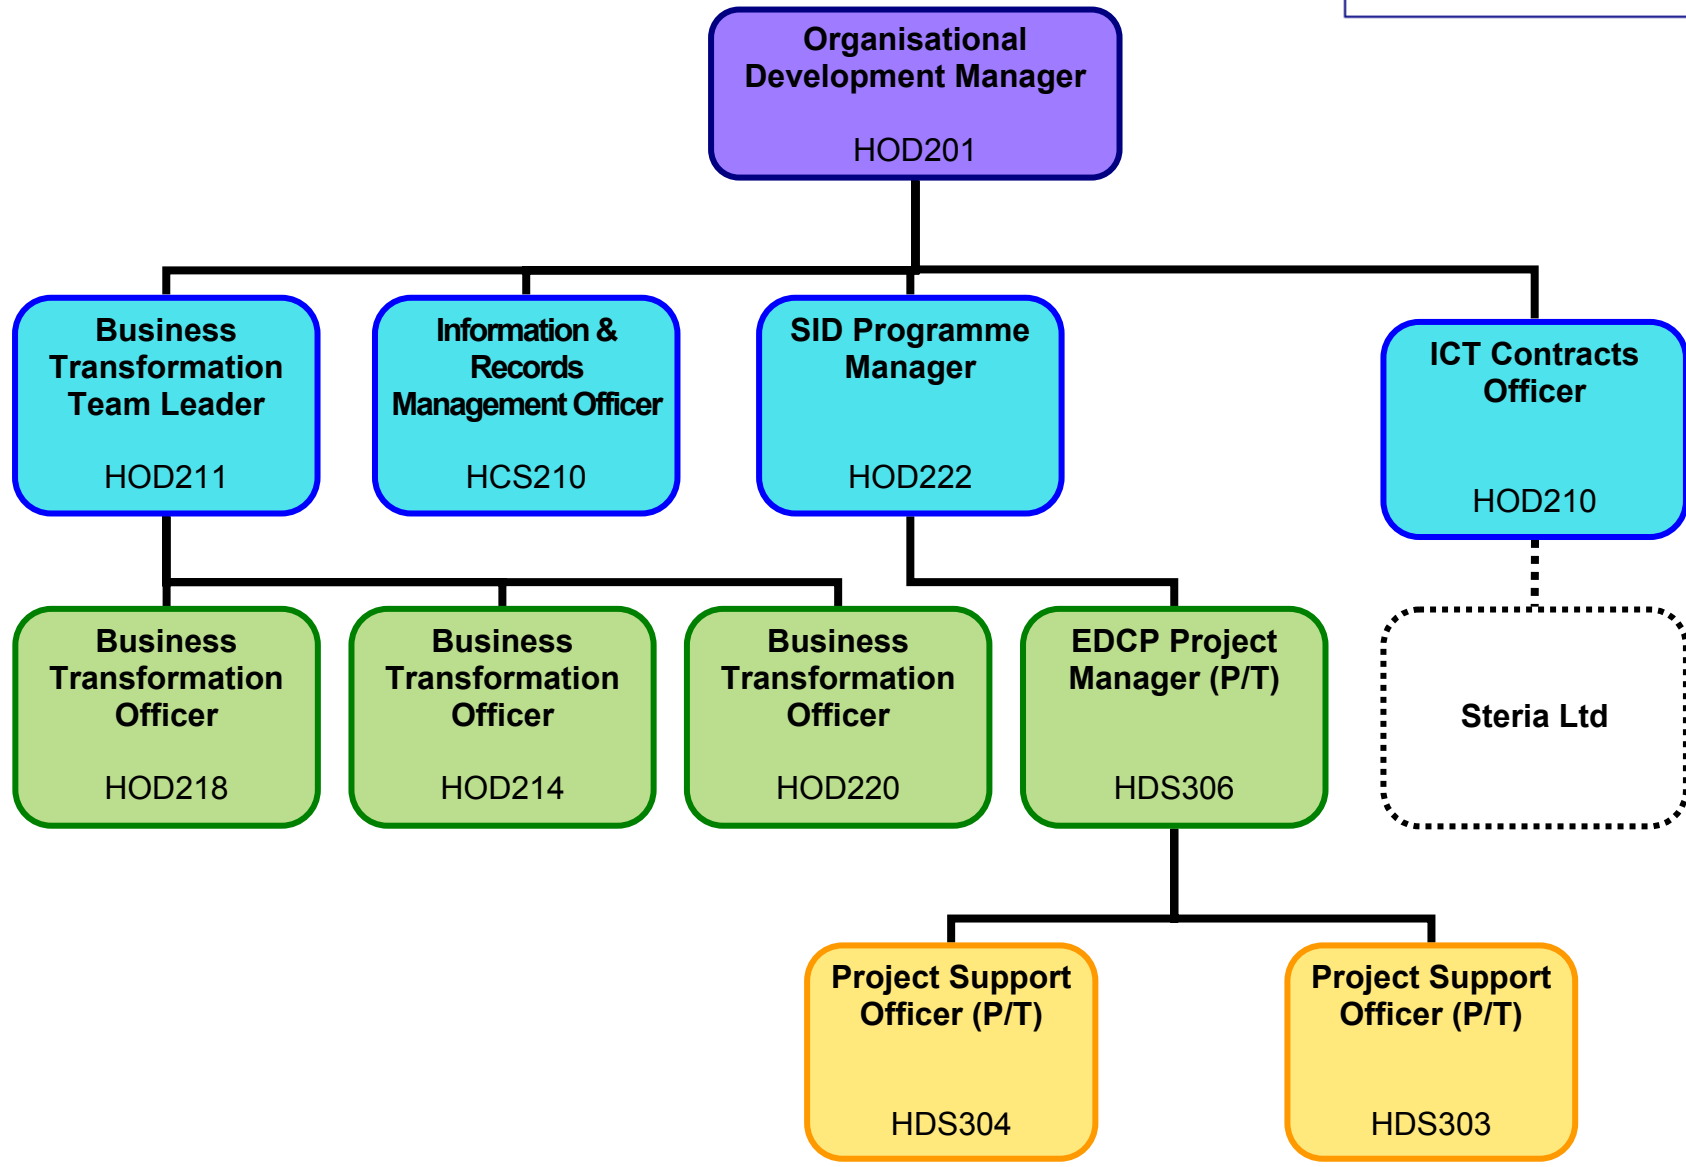 Organisational
Development Manager
HOD201
Business
Transformation
Team Leader
HOD211
Information &
Records
Management Officer
HCS210
SID Programme
Manager
HOD222
ICT Contracts
Officer
HOD210
Business
Transformation
Officer
HOD218
Business
Transformation
Officer
HOD214
Business
Transformation
Officer
HOD220
EDCP Project
Manager (P/T)
HDS306
Steria Ltd
Project Support
Officer (P/T)
HDS304
Project Support
Officer (P/T)
HDS303